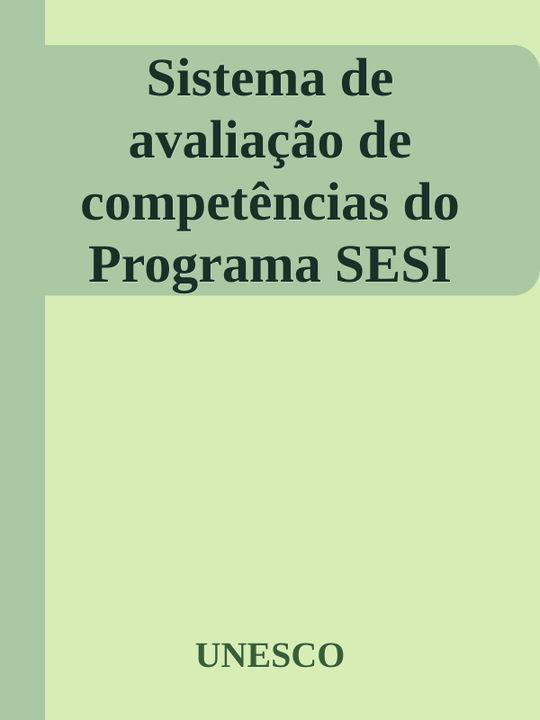 Sistema de
avaliação de
competências do
Programa SESI
UNESCO